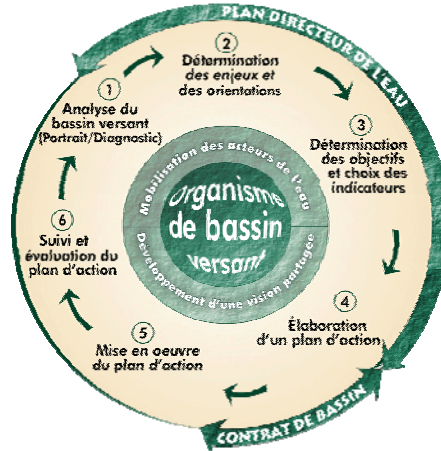 PLAN DIRECTEUR DE L'EAU
1
Analyse du
bassin versant
(Portrait/Diagnostic)
2
Détermination
des enjeux et
des orientations
3
Détermination
des objectifs
et choix des
indicateurs
4
Élaboration
d'un plan d'action
5
Mise en oeuvre
du plan d'action
6
Suivi et
évaluation du
plan d'action
Mobilisation des acteurs de l'eau
Organisme
de bassin
versant
Développement d'une vision partagée
CONTRAT DE BASSIN